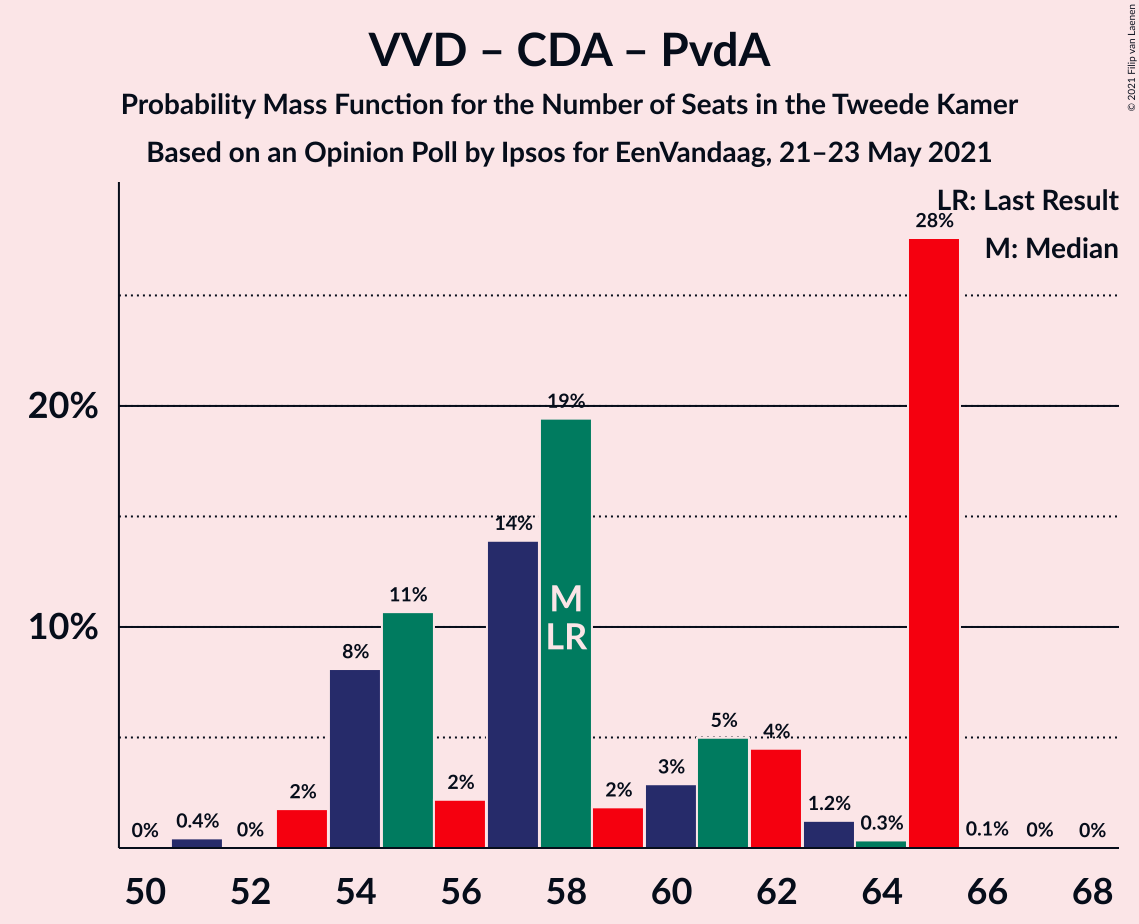 VVD – CDA – PvdA
Probability Mass Function for the Number of Seats in the Tweede Kamer
Based on an Opinion Poll by Ipsos for EenVandaag, 21–23 May 2021
© 2021 Filip van Laenen
LR: Last Result
M: Median
20%
10%
0%
0.4%
0%
2%
8%
11%
2%
14%
19%
2%
3%
5%
4%
1.2%
0.3%
28%
0.1%
0%
0%
M
LR
50 52 54 56 58 60 62 64 66 68